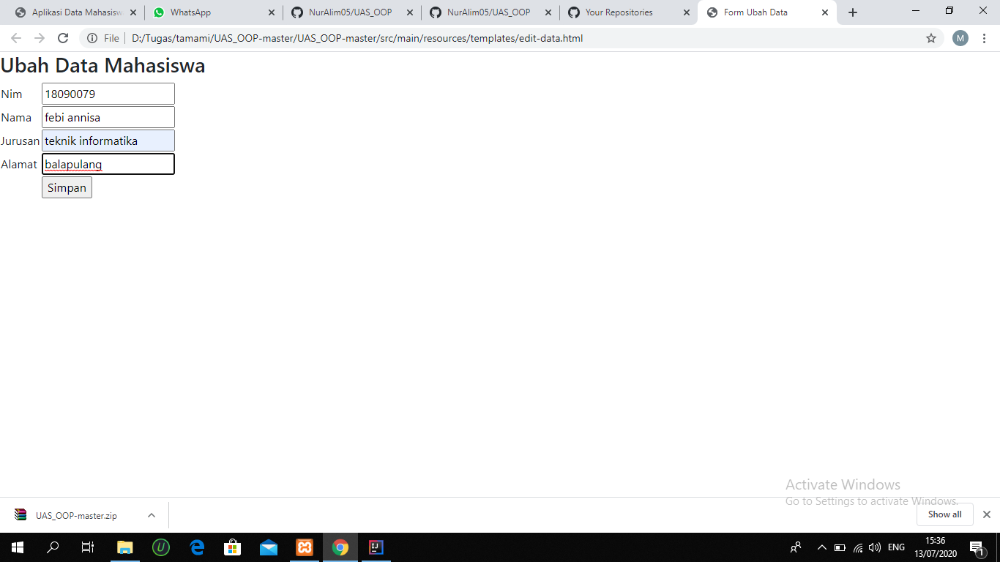 Aplikasi Data Mahasisw
WhatsApp
NurAlim05/UAS_OOP
NurAlim05/UAS_OOP
Your Repositories
Form Ubah Data
File
D:/Tugas/tamami/UAS_OOP-master/UAS_OOP-master/src/main/resources/templates/edit-data.html
M
Ubah Data Mahasiswa
Nim 18090079
Nama febi annisa
Jurusan teknik informatika
Alamat balapulang
Simpan
Activate Windows
Go to Settings to activate Windows.
UAS_OOP-master.zip
Show all
U
IJ
ENG
15:36
13/07/2020
1